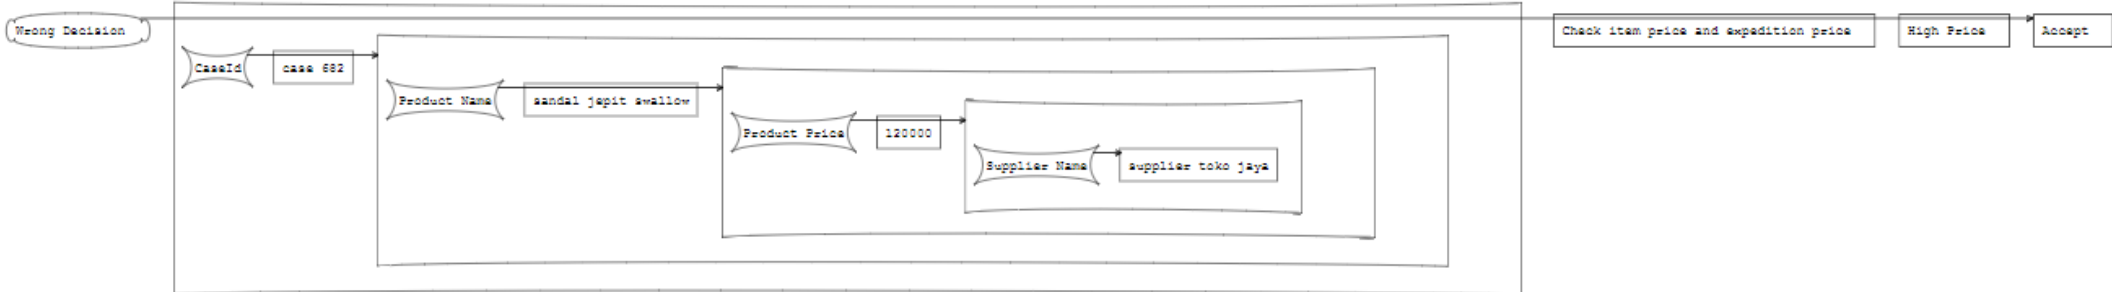 Wrong Decision
Check item price and expedition price
High Price
Accept
CaseId
case 682
Product Name
sandal jepit swallow
Product Price
120000
Supplier Name
supplier toko jaya